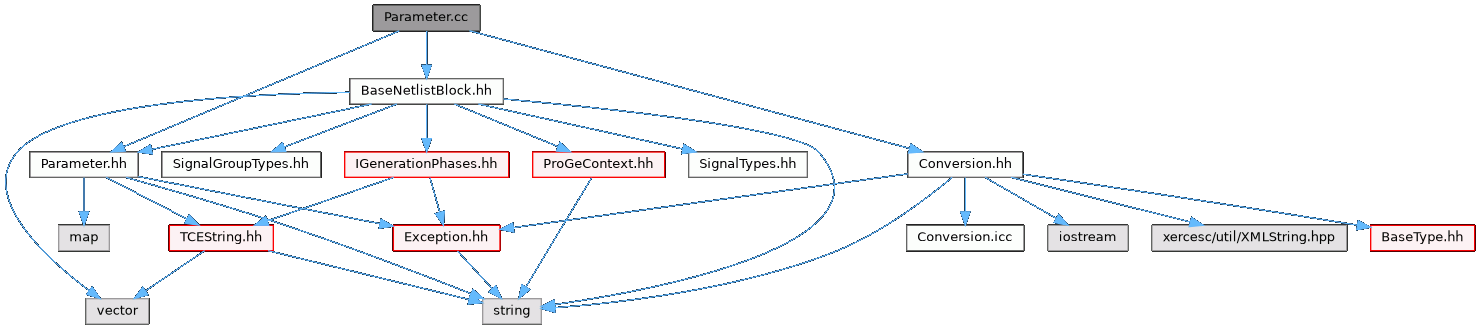 Parameter.cc
BaseNetlistBlock.hh
Parameter.hh
SignalGroupTypes.hh
IGenerationPhases.hh
ProGeContext.hh
SignalTypes.hh
Conversion.hh
map
TCEString.hh
Exception.hh
Conversion.icc
iostream
xercesc/util/XMLString.hpp
BaseType.hh
vector
string